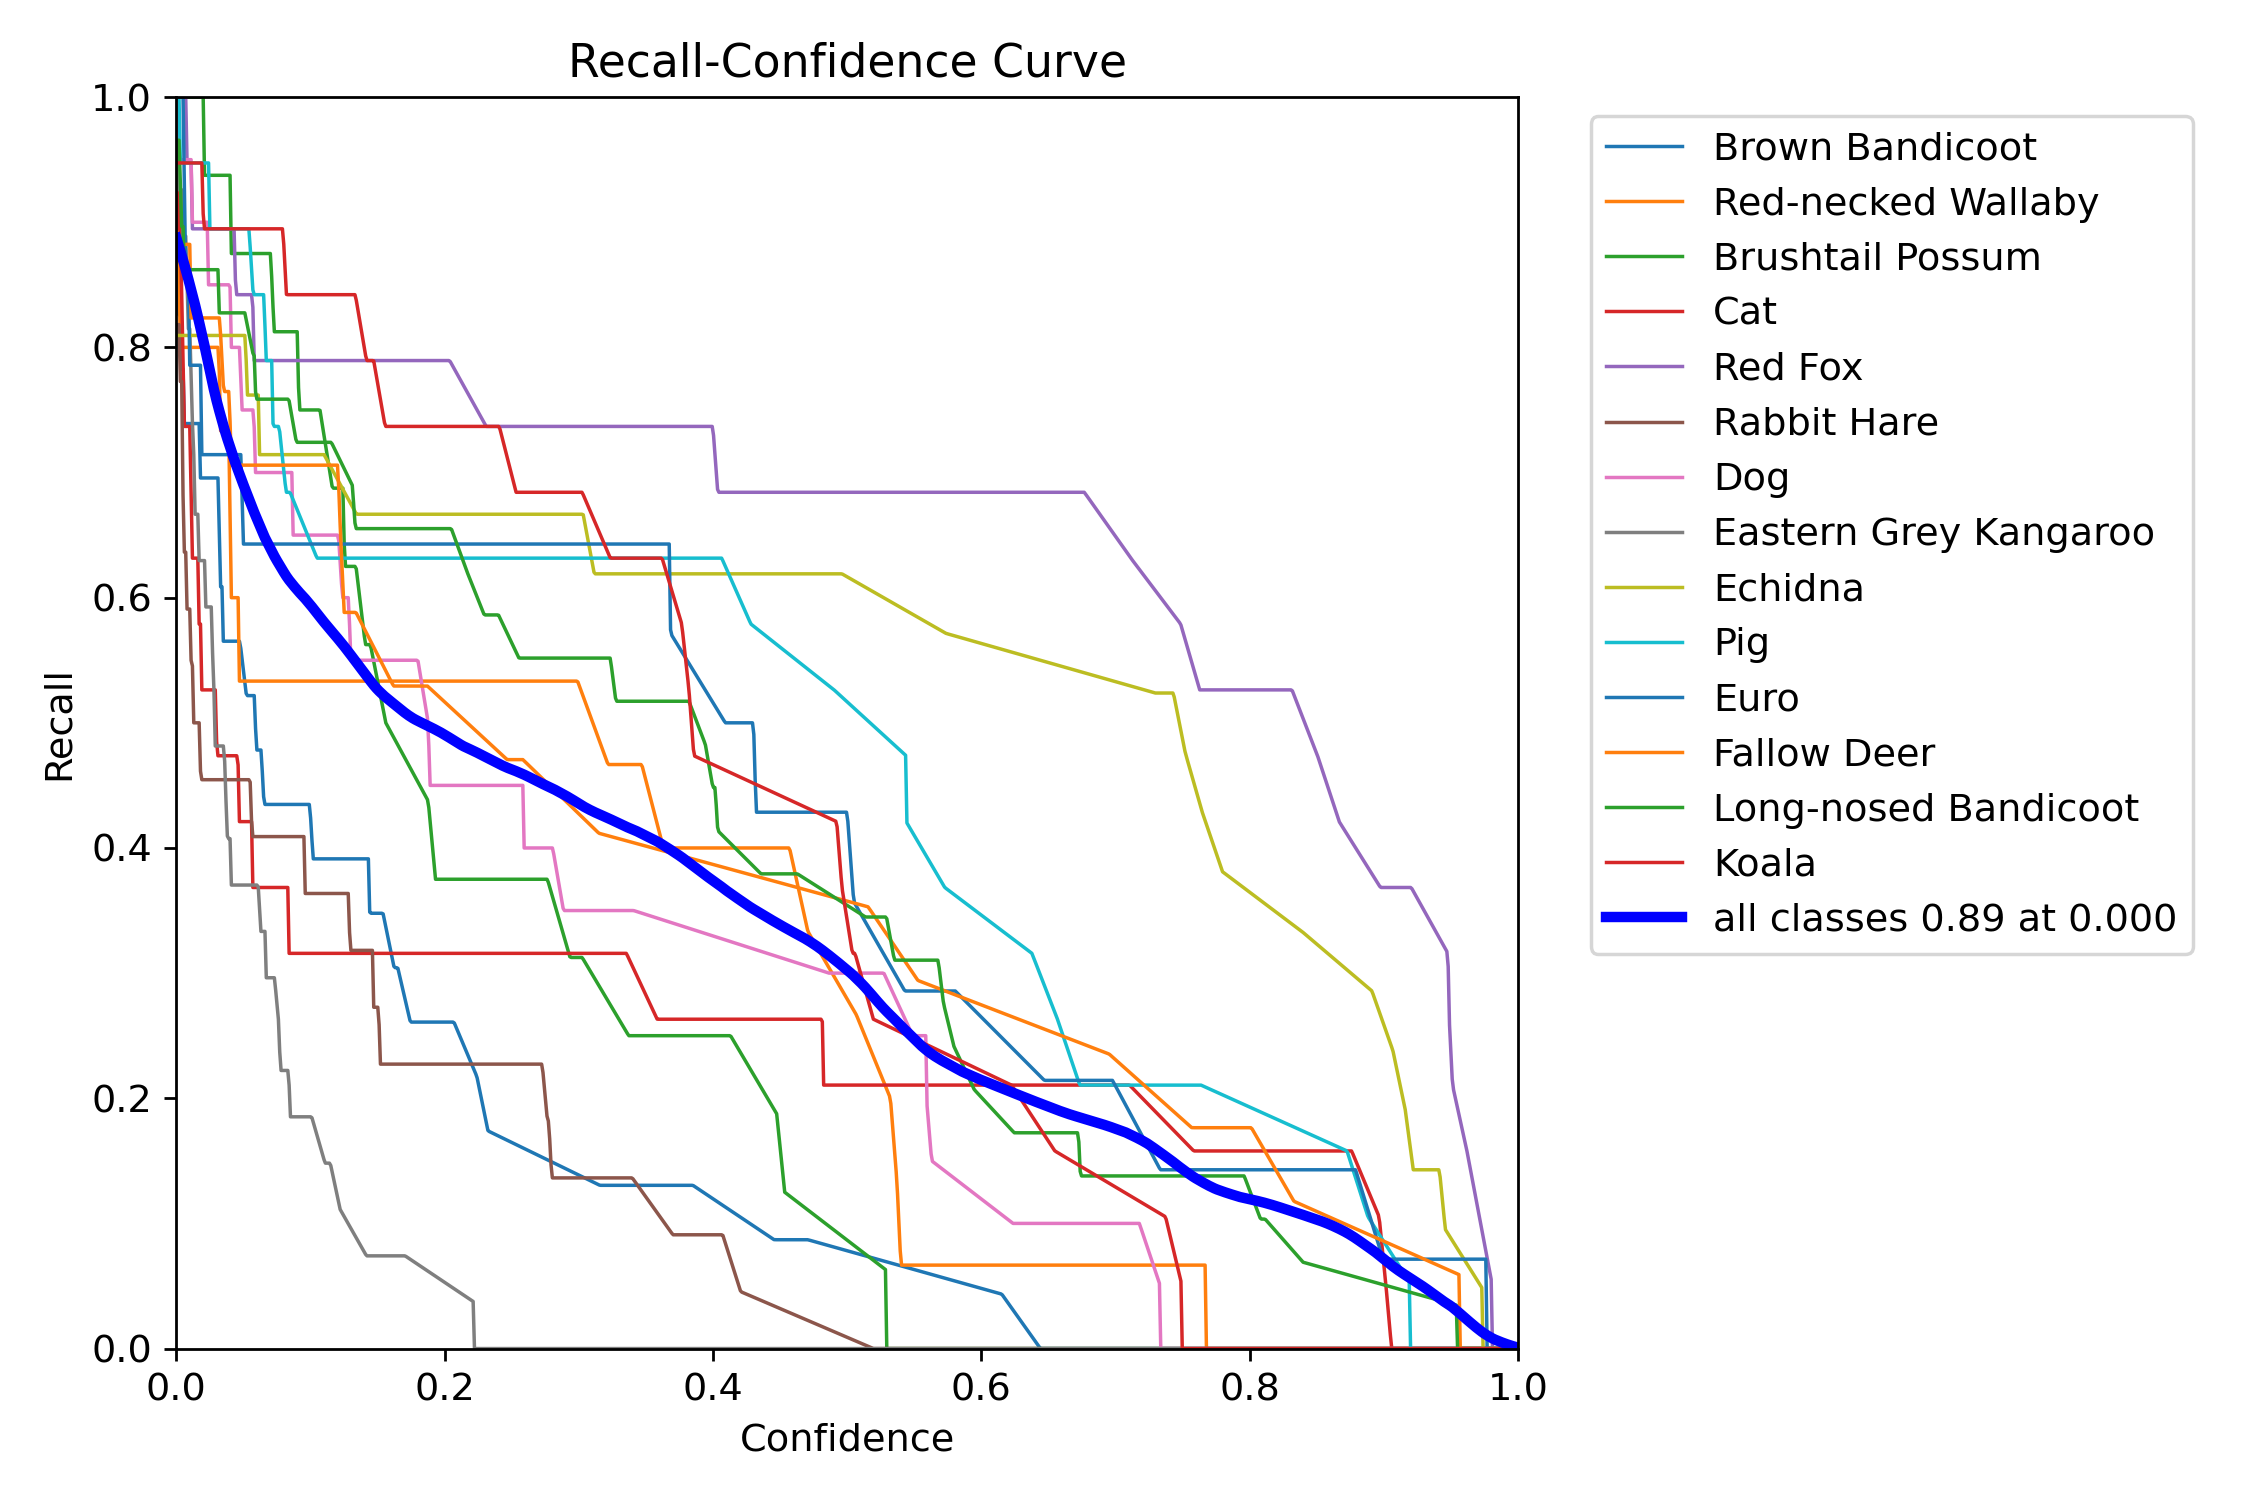 Recall-Confidence Curve
1.0
0.8
0.6
0.4
0.2
0.0
Recall
0.0 0.2 0.4 0.6 0.8 1.0
Confidence
Brown Bandicoot
Red-necked Wallaby
Brushtail Possum
Cat
Red Fox
Rabbit Hare
Dog
Eastern Grey Kangaroo
Echidna
Pig
Euro
Fallow Deer
Long-nosed Bandicoot
Koala
all classes 0.89 at 0.000